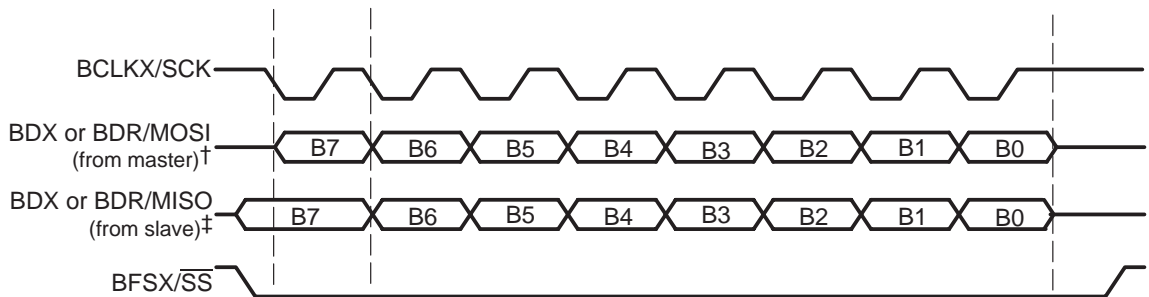 BCLKX/SCK
BDX or BDR/MOSI
(from master)†
B7 B6 B5 B4 B3 B2 B1 B0
BDX or BDR/MISO
(from slave)‡
B7 B6 B5 B4 B3 B2 B1 B0
BFSX/S̅S̅